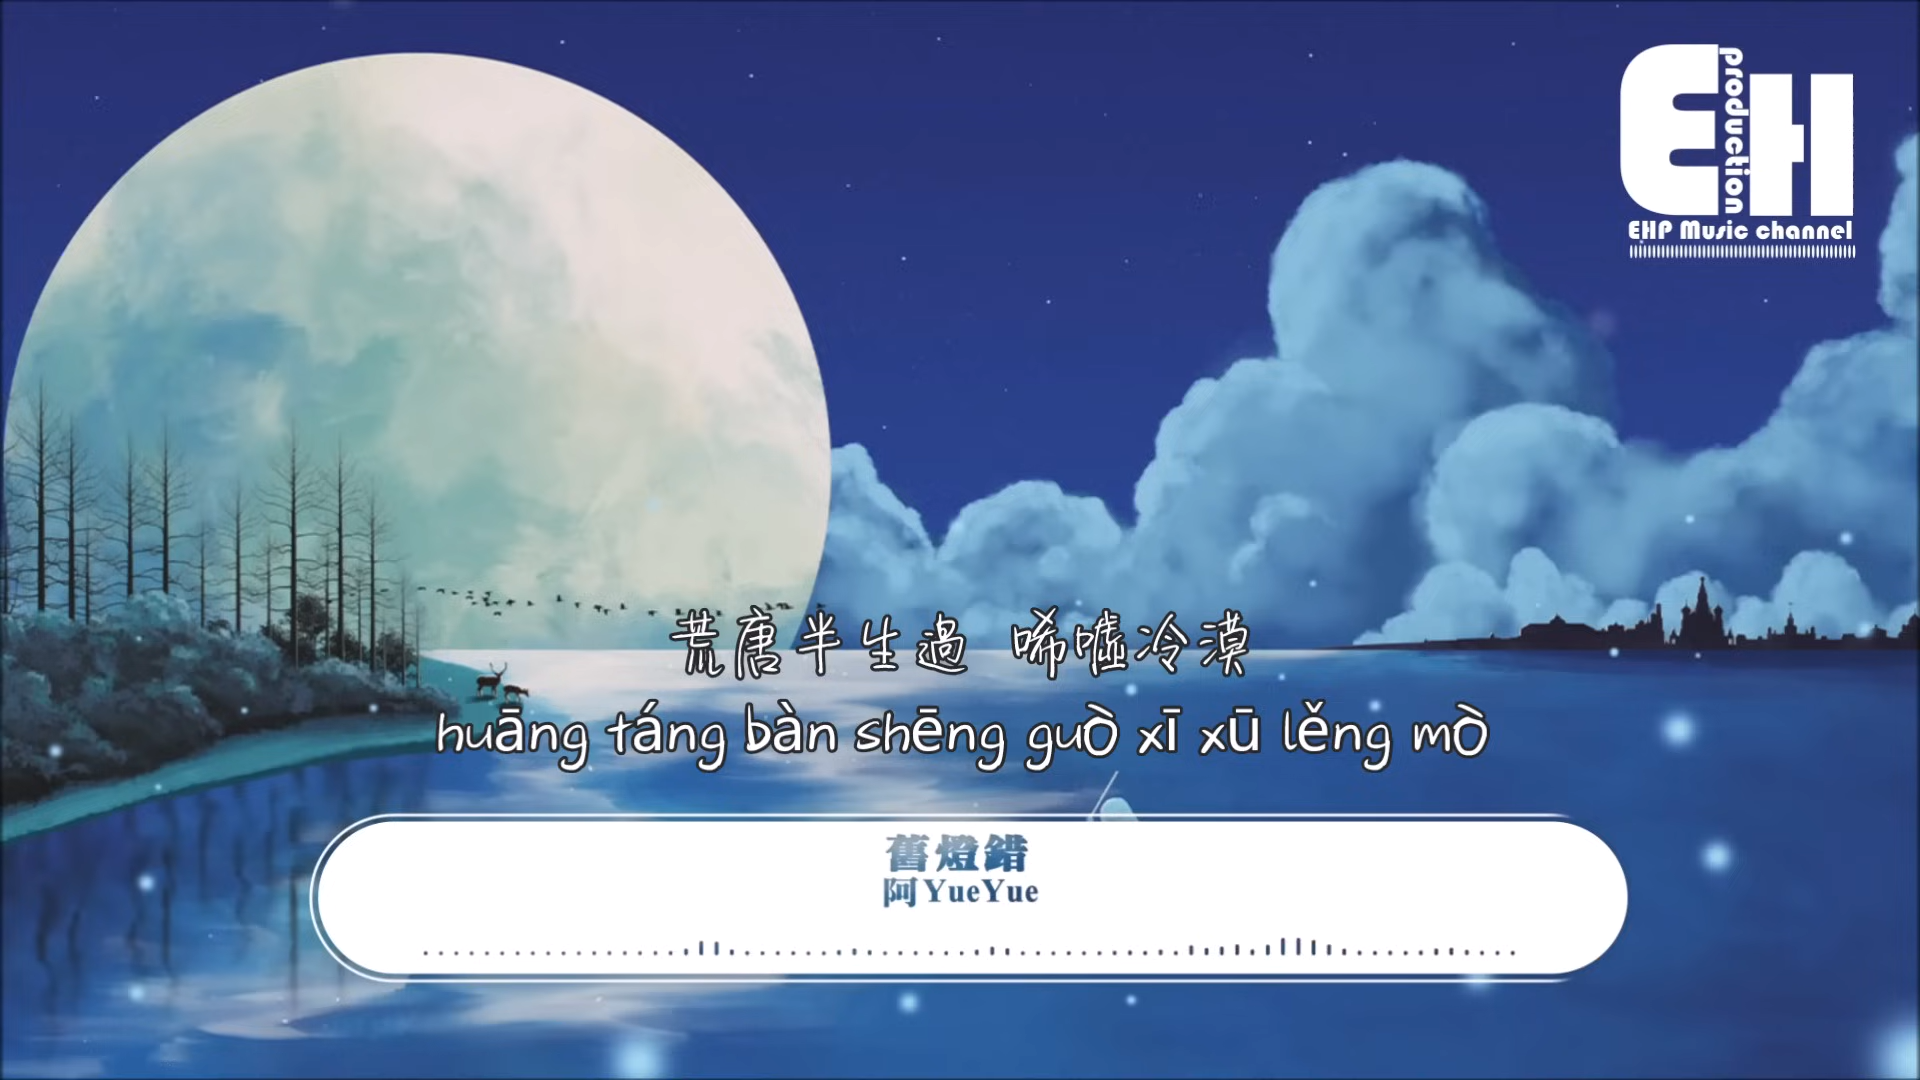 EH
production
EHP Music channel
荒唐半生過 唏噓冷漠
huāng táng bàn shēng guò xī xū lěng mò
舊燈錯
阿YueYue